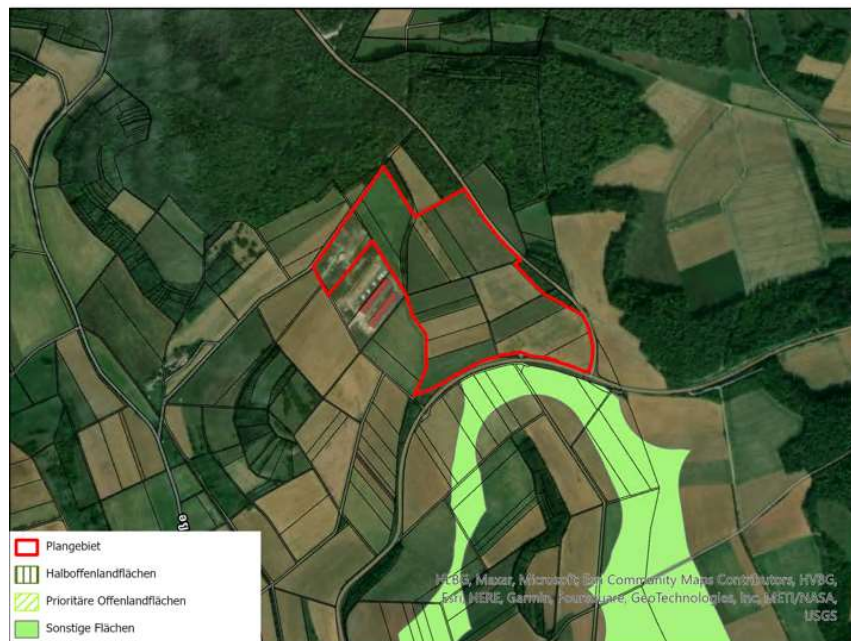 Plangebiet
Halboffenlandflächen
Prioritäre Offenlandflächen
Sonstige Flächen
HLBG, Maxar, Microsoft, Esri Community Maps Contributors, HVBG,
Esri, HERE, Garmin, Foursquare, GeoTechnologies, Inc, METI/NASA,
USGS